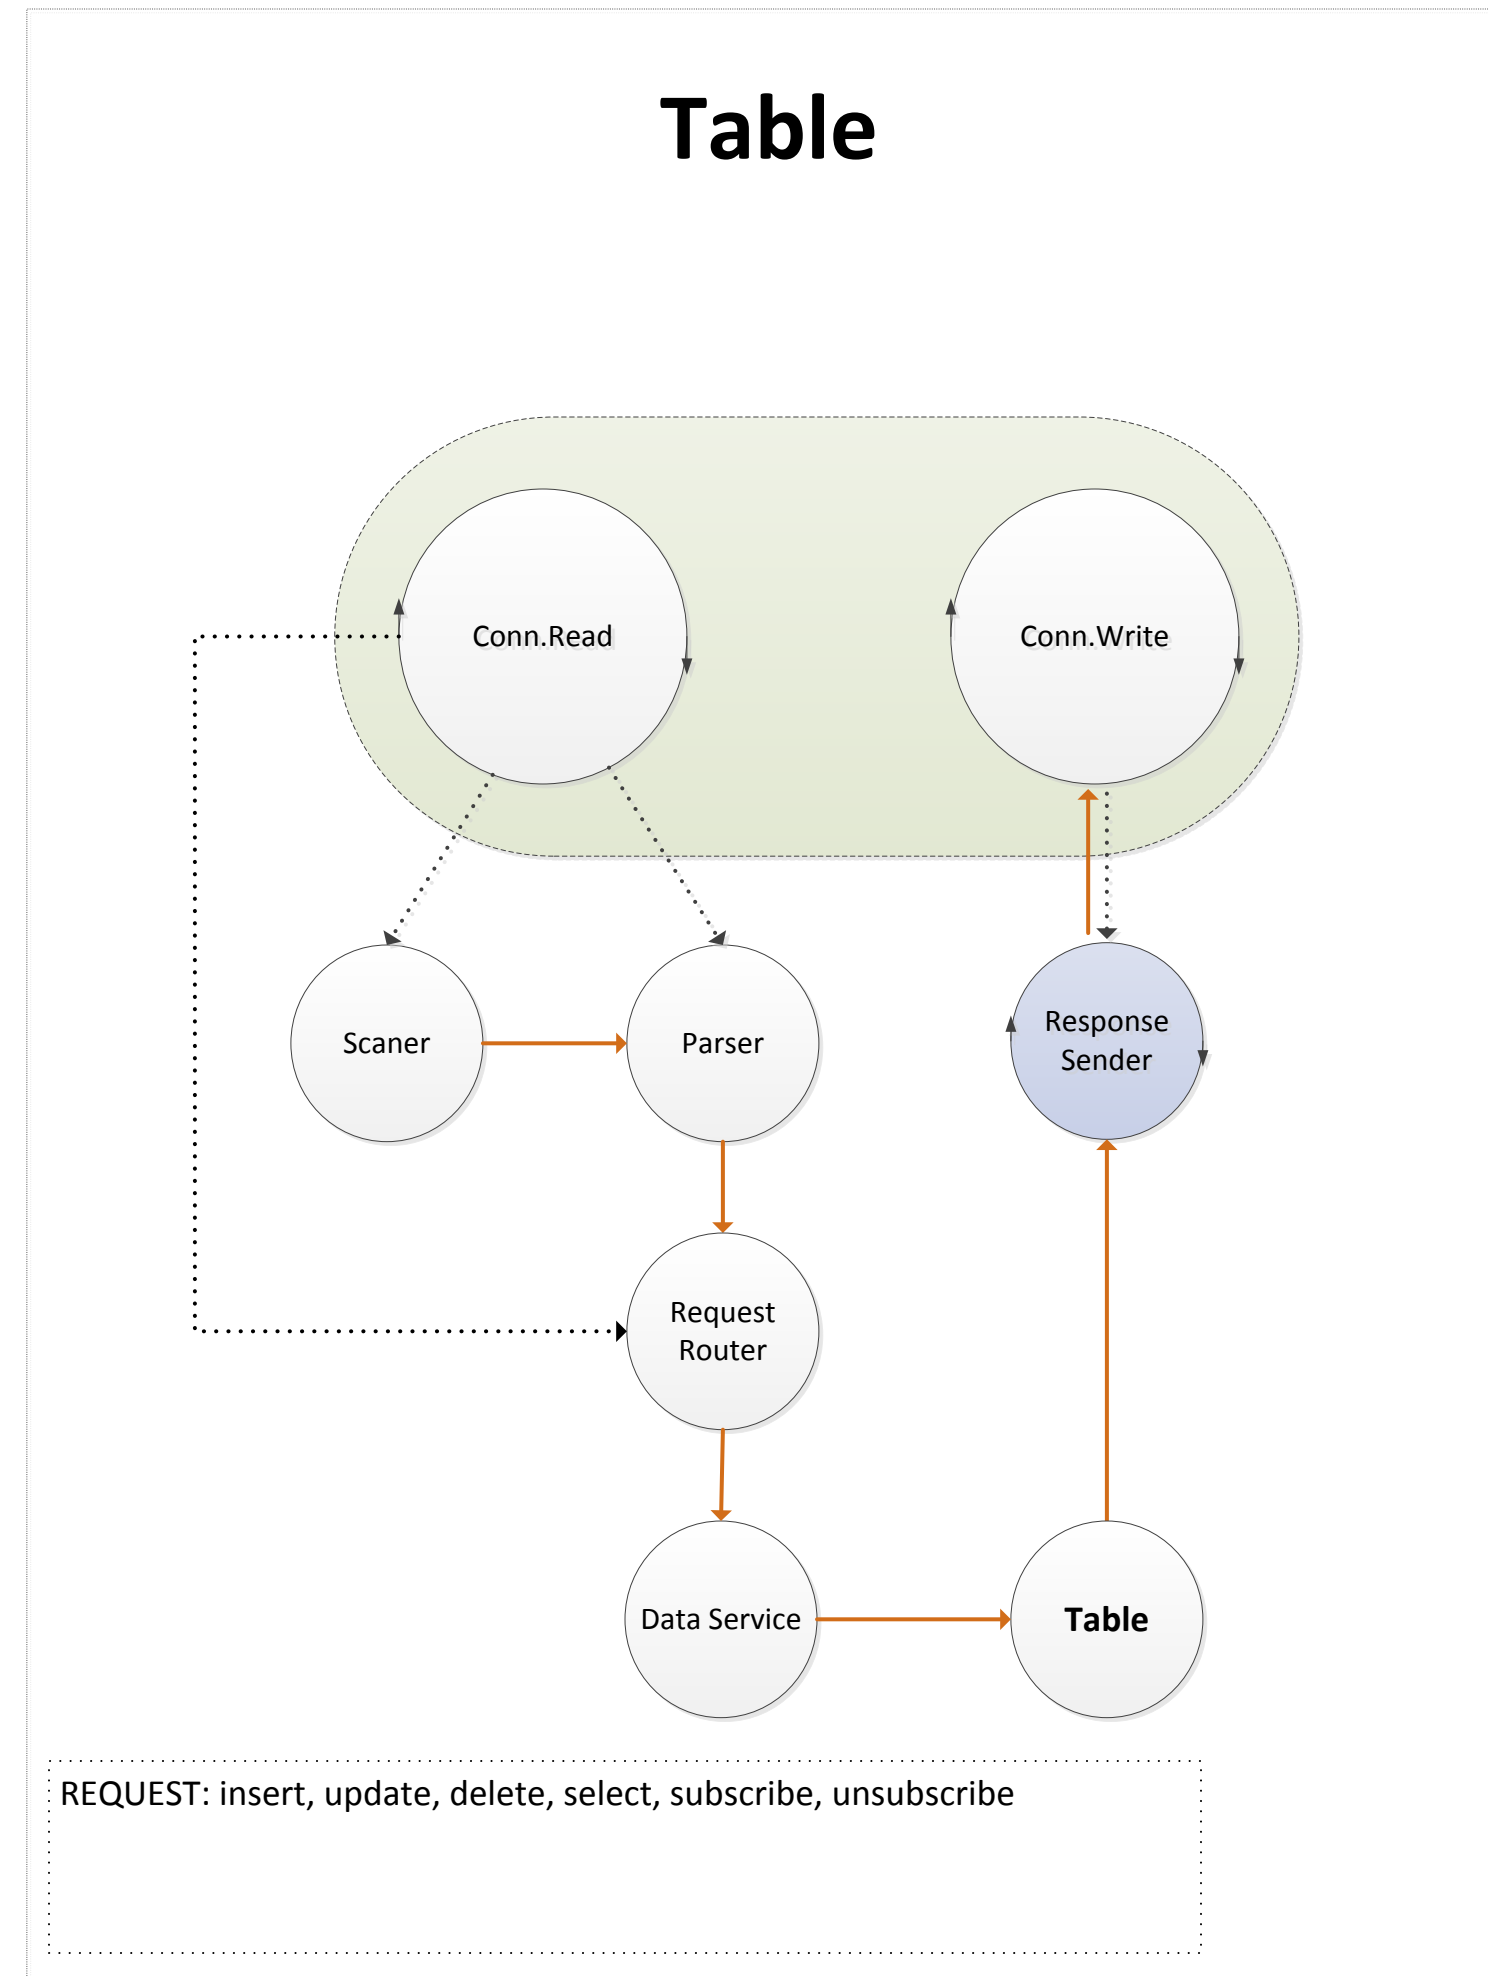 Table
Conn.Read
Conn.Write
Scaner
Parser
Response
Sender
Request
Router
Data Service
Table
REQUEST: insert, update, delete, select, subscribe, unsubscribe